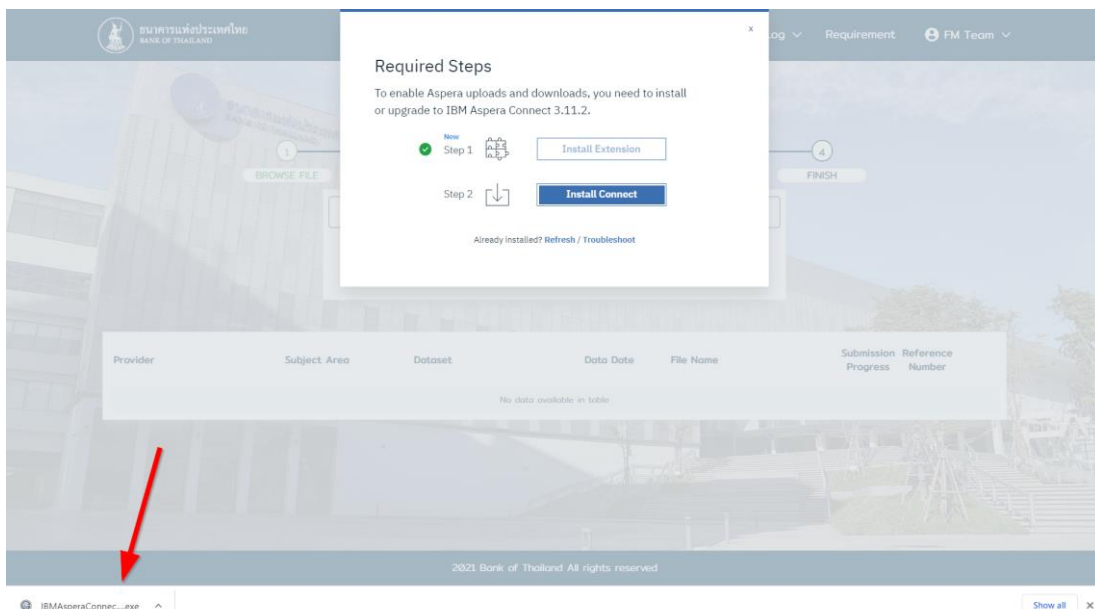 ธนาคารแห่งประเทศไทย
BANK OF THAILAND
og
Requirement
FM Team
x
Required Steps
To enable Aspera uploads and downloads, you need to install
or upgrade to IBM Aspera Connect 3.11.2.
New
Step 1
Install Extension
Step 2
Install Connect
Already installed? Refresh / Troubleshoot
1
BROWSE FILE
4
FINISH
Provider Subject Area Dataset Data Date File Name Submission Progress Reference Number
No data available in table
2021 Bank of Thailand All rights reserved
IBMAsperaConnec....exe
Show all